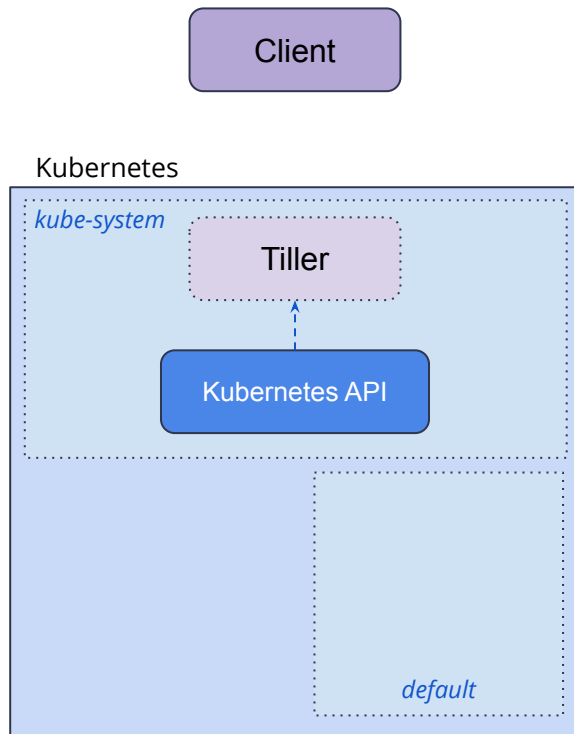 Client
Kubernetes
kube-system
Tiller
Kubernetes API
default